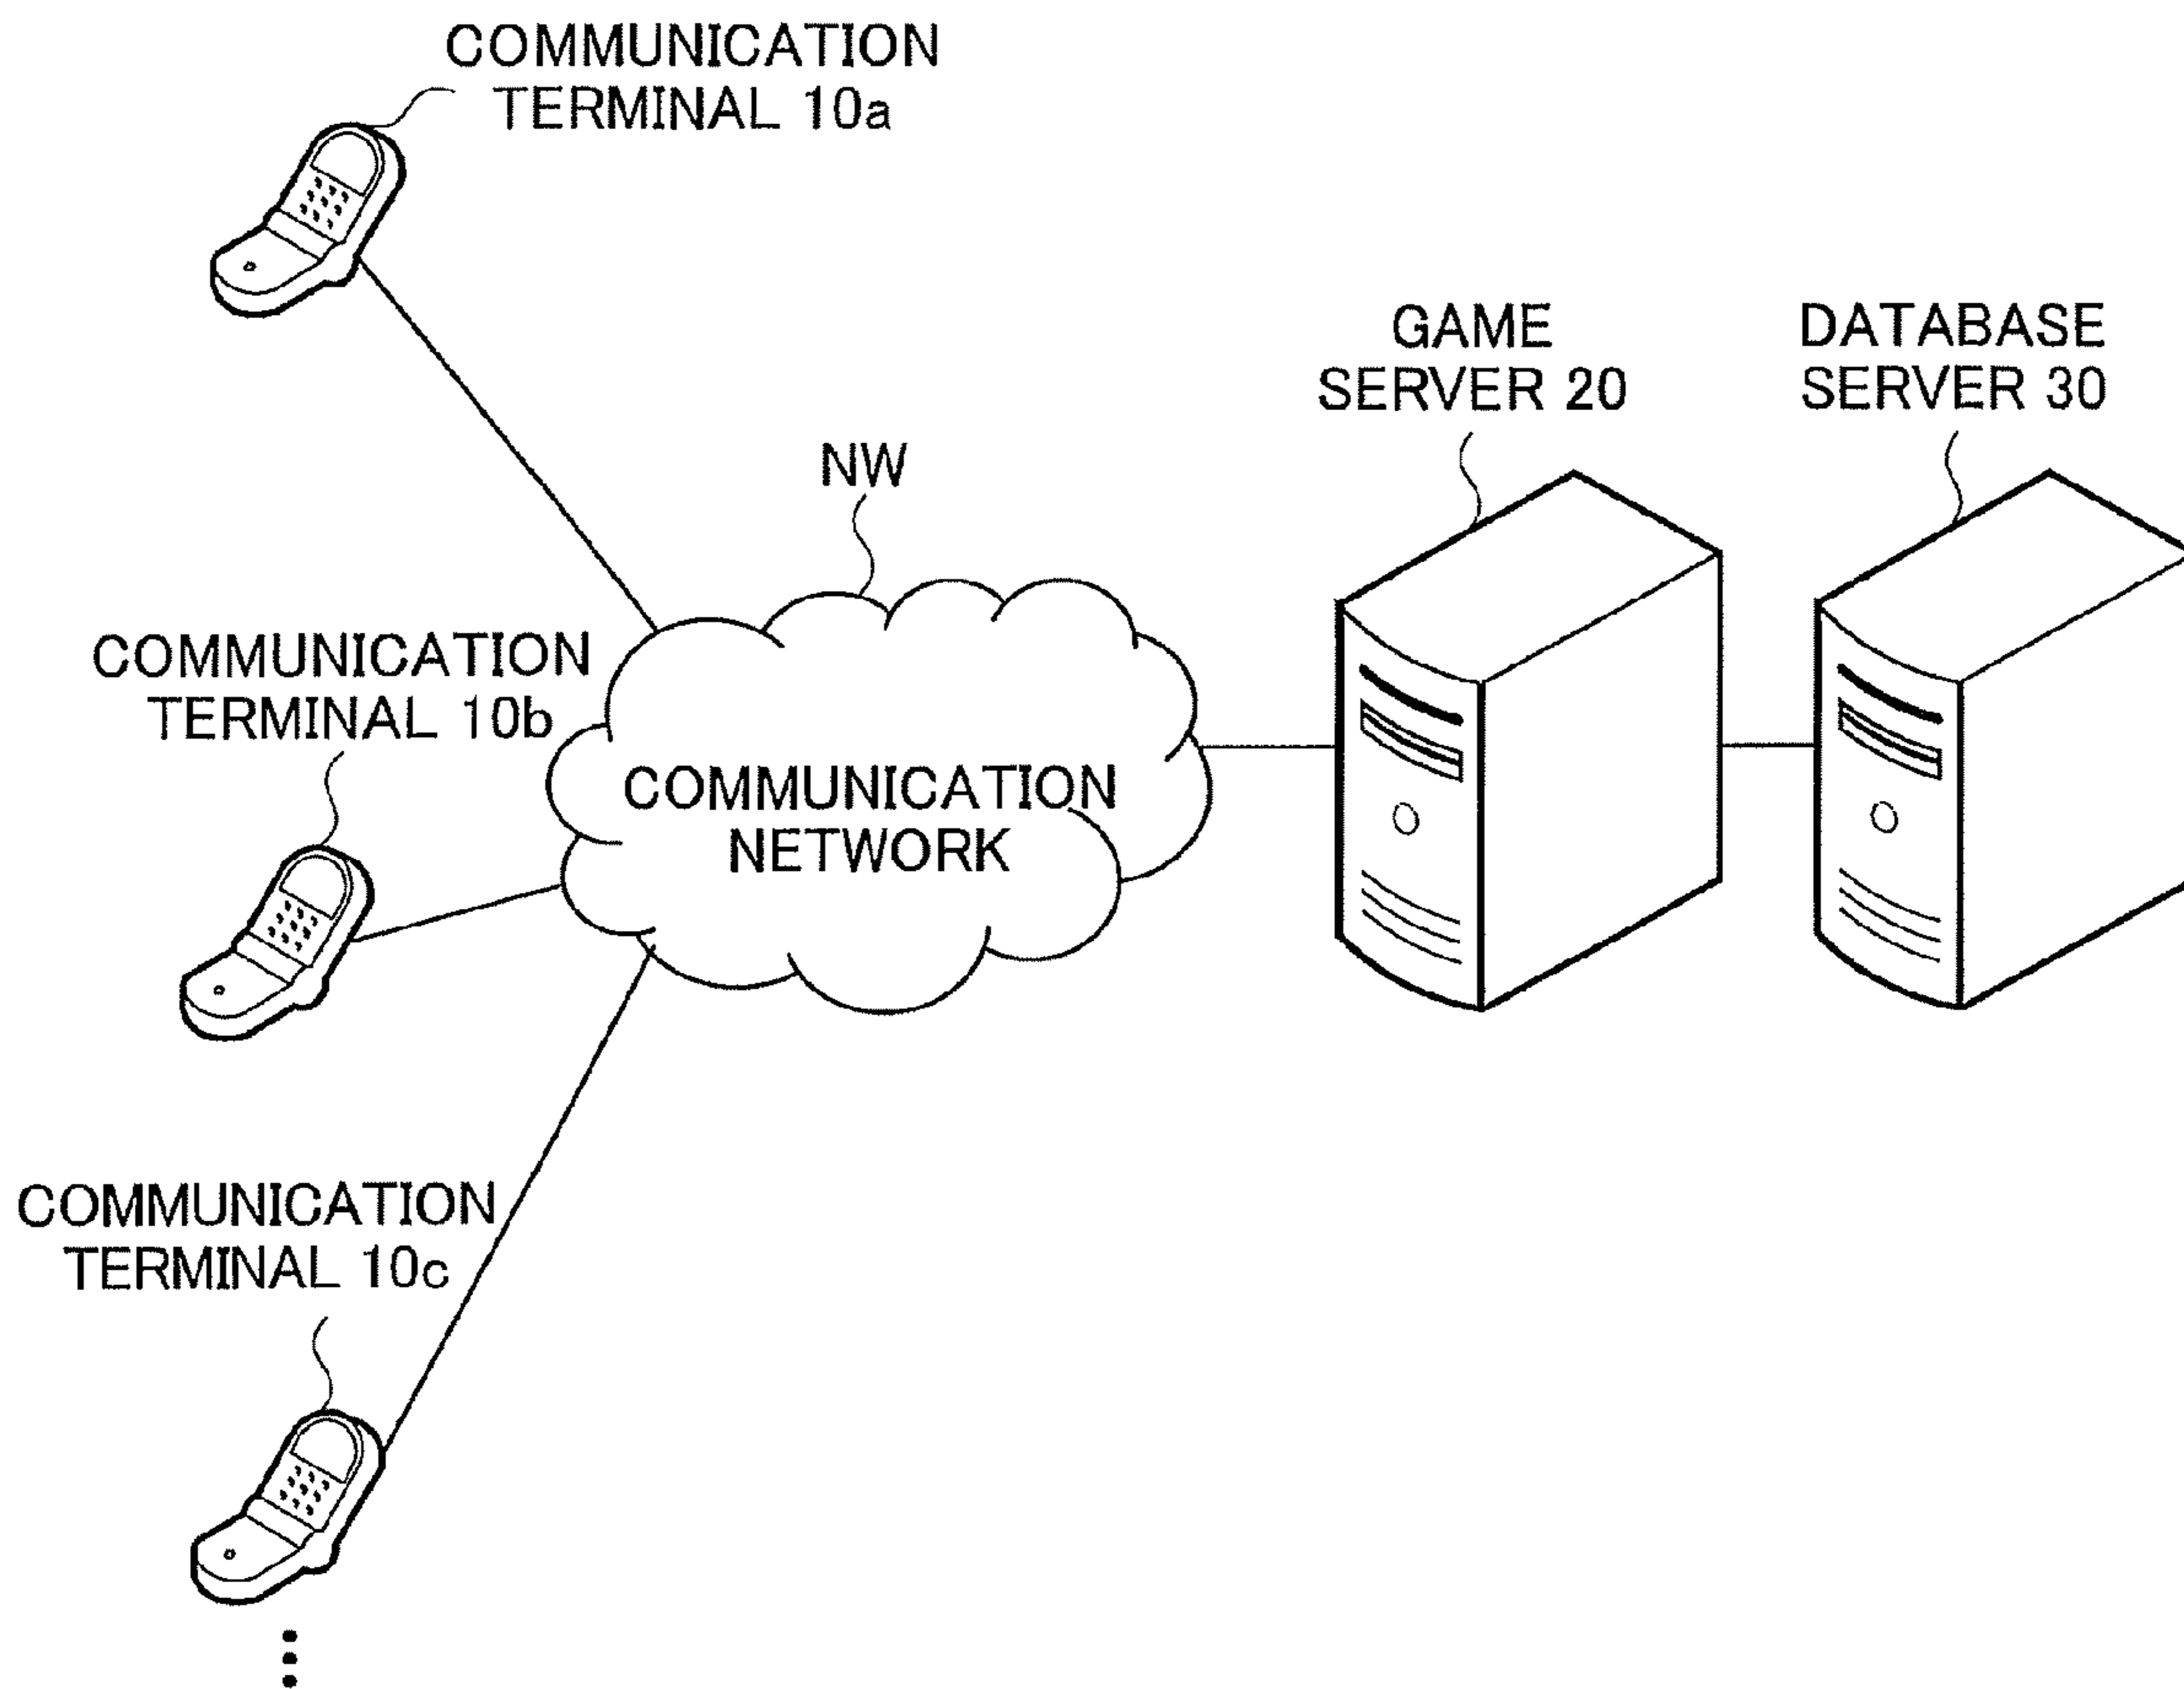 COMMUNICATION
TERMINAL 10a
GAME
SERVER 20
DATABASE
SERVER 30
NW
COMMUNICATION
TERMINAL 10b
COMMUNICATION
NETWORK
COMMUNICATION
TERMINAL 10c